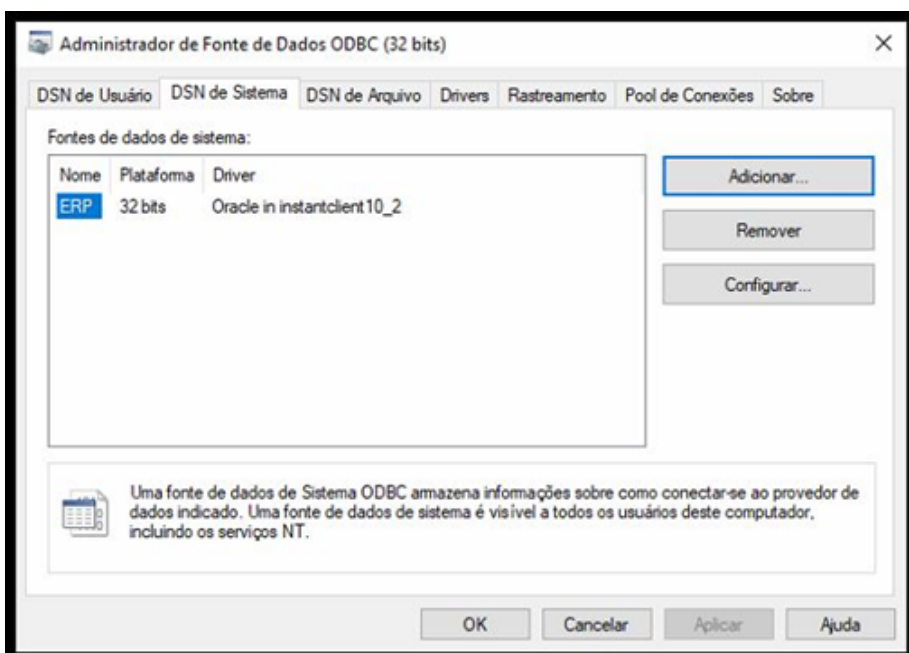 Administrador de Fonte de Dados ODBC (32 bits)
DSN de Usuário DSN de Sistema DSN de Arquivo Drivers Rastreamento Pool de Conexões Sobre
Fontes de dados de sistema:
Nome Plataforma Driver
ERP 32 bits Oracle in instantclient10_2
Adicionar...
Remover
Configurar...
Uma fonte de dados de Sistema ODBC armazena informações sobre como conectar-se ao provedor de
dados indicado. Uma fonte de dados de sistema é visível a todos os usuários deste computador,
incluindo os serviços NT.
OK Cancelar Aplicar Ajuda